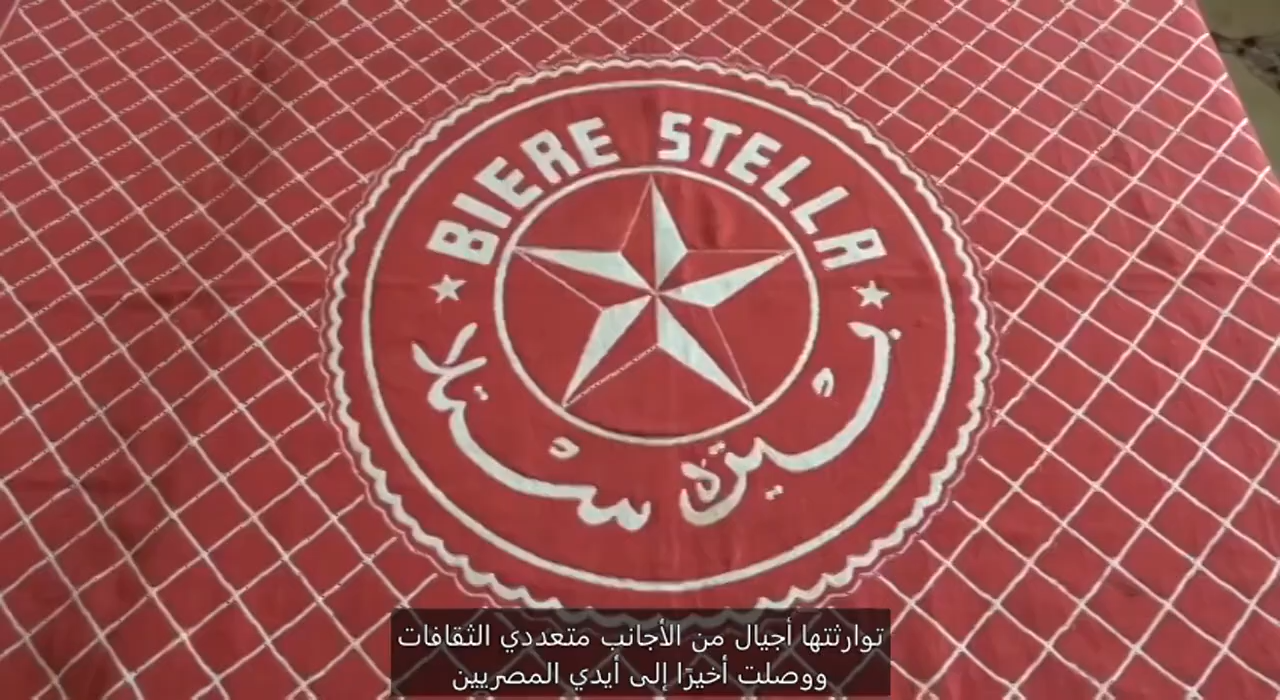 BIERE STELLA
بيرة ستلا
توارثتها أجيال من الأجانب متعددي الثقافات
ووصلت أخيرًا إلى أيدي المصريين